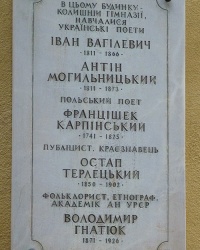 В ЦЬОМУ БУДИНКУ-
КОЛИШНІЙ ГІМНАЗІЇ,
НАВЧАЛИСЯ
УКРАЇНСЬКІ ПОЕТИ
ІВАН ВАГІЛЕВИЧ
1811 - 1866
АНТІН
МОГИЛЬНИЦЬКИЙ
1811 - 1873
ПОЛЬСЬКИЙ ПОЕТ
ФРАНЦІШЕК
КАРПІНСЬКИЙ
1741 - 1825
ПУБЛІЦИСТ, КРАЄЗНАВЕЦЬ
ОСТАП
ТЕРЛЕЦЬКИЙ
1850 - 1902
ФОЛЬКЛОРИСТ, ЕТНОГРАФ,
АКАДЕМІК АН УРСР
ВОЛОДИМИР
ГНАТЮК
1871 - 1926